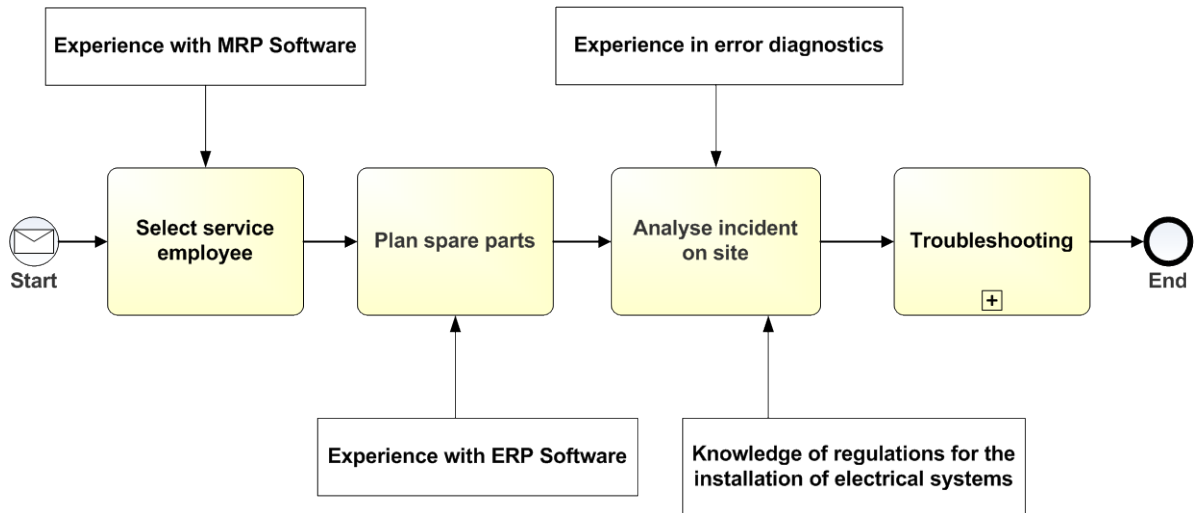 Experience with MRP Software
Experience in error diagnostics
Select service
employee
Plan spare parts
Analyse incident
on site
Troubleshooting
Start
End
Experience with ERP Software
Knowledge of regulations for the
installation of electrical systems